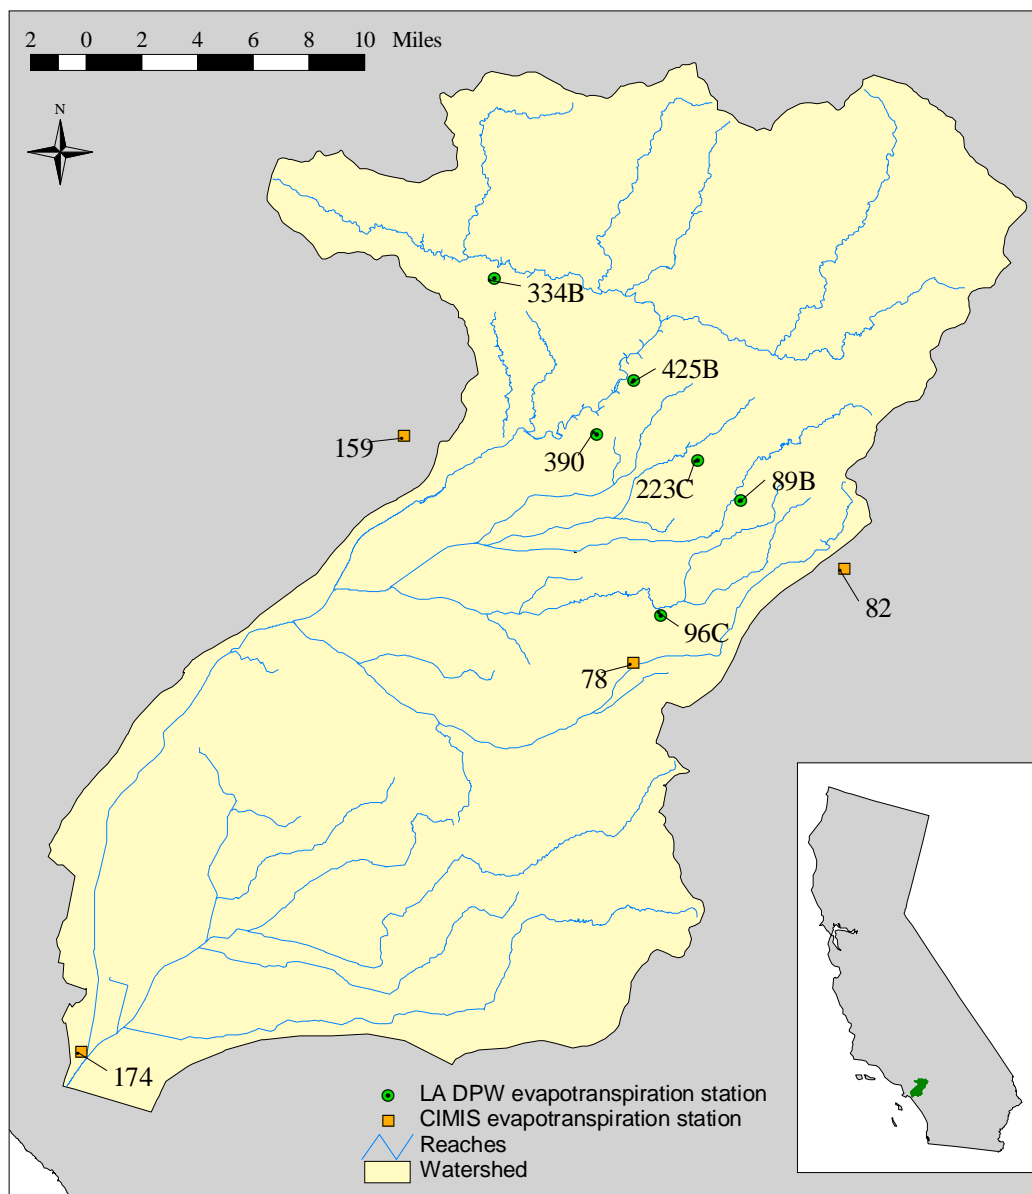 2 0 2 4 6 8 10 Miles
N
334B
425B
159
390
223C
89B
82
96C
78
174
LA DPW evapotranspiration station
CIMIS evapotranspiration station
Reaches
Watershed